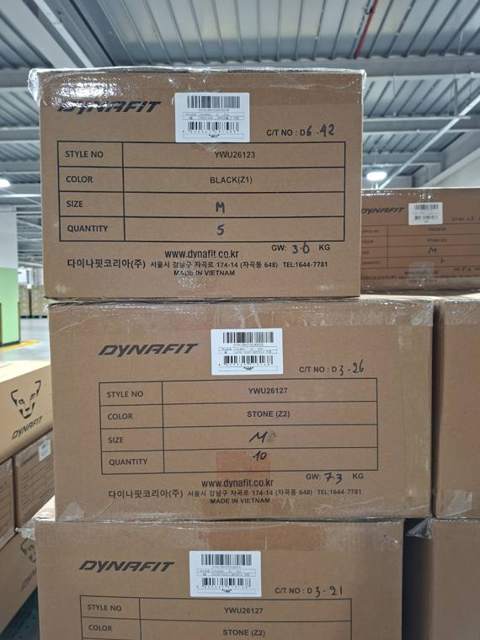 DYNAFIT
C/T NO : D6-42
STYLE NO YWU26123
COLOR BLACK(Z1)
SIZE M
QUANTITY 5
GW: 3.6 KG
www.dynafit.co.kr
다이나핏코리아(주) 서울시 강남구 자곡로 174-14 (자곡동 648) TEL:1644-7781
MADE IN VIETNAM
DYNAFIT
DYNAFIT
C/T NO : D3-26
STYLE NO YWU26127
COLOR STONE (Z2)
SIZE M
QUANTITY 10
GW: 7.3 KG
www.dynafit.co.kr
다이나핏코리아(주) 서울시 강남구 자곡로 174-14 (자곡동 648) TEL: 1644-7781
MADE IN VIETNAM
DYNAFIT
DYNAFIT
C/T NO : D3-21
STYLE NO YWU26127
COLOR STONE (Z2)